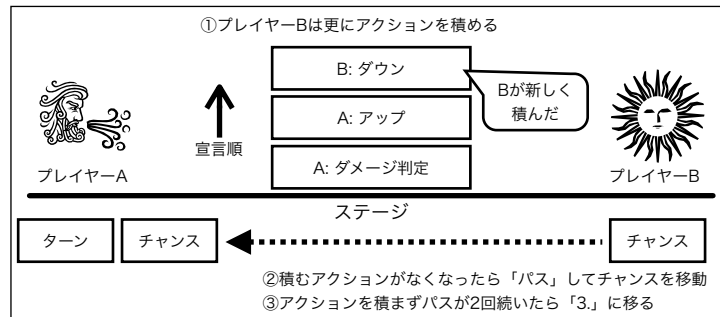 ①プレイヤーBは更にアクションを積める
B: ダウン
Bが新しく
積んだ
A: アップ
宣言順
A: ダメージ判定
プレイヤーA
プレイヤーB
ステージ
ターン
チャンス
チャンス
②積むアクションがなくなったら「パス」してチャンスを移動
③アクションを積まずパスが2回続いたら「3.」に移る